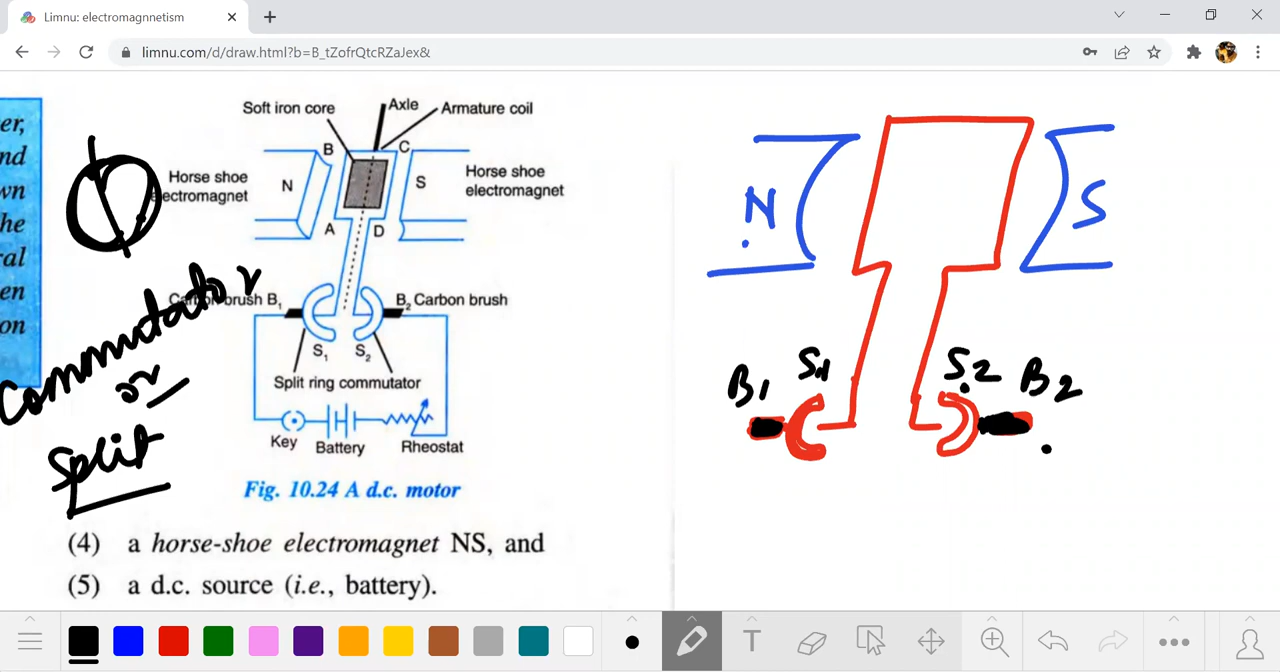 Limnu: electromagnnetism
limnu.com/d/draw.html?b=B_tZofrQtcRZaJex&
er,
nd
wn
he
ral
en
on
Soft iron core
Axle
Armature coil
B
C
Horse shoe
electromagnet
N
S
Horse shoe
electromagnet
A
D
Carbon brush B1
B2 Carbon brush
S1
S2
Split ring commutator
Key
Battery
Rheostat
Fig. 10.24 A d.c. motor
(4) a horse-shoe electromagnet NS, and
(5) a d.c. source (i.e., battery).
Commutator
or
Split
N
S
B1
S1
S2
B2
T